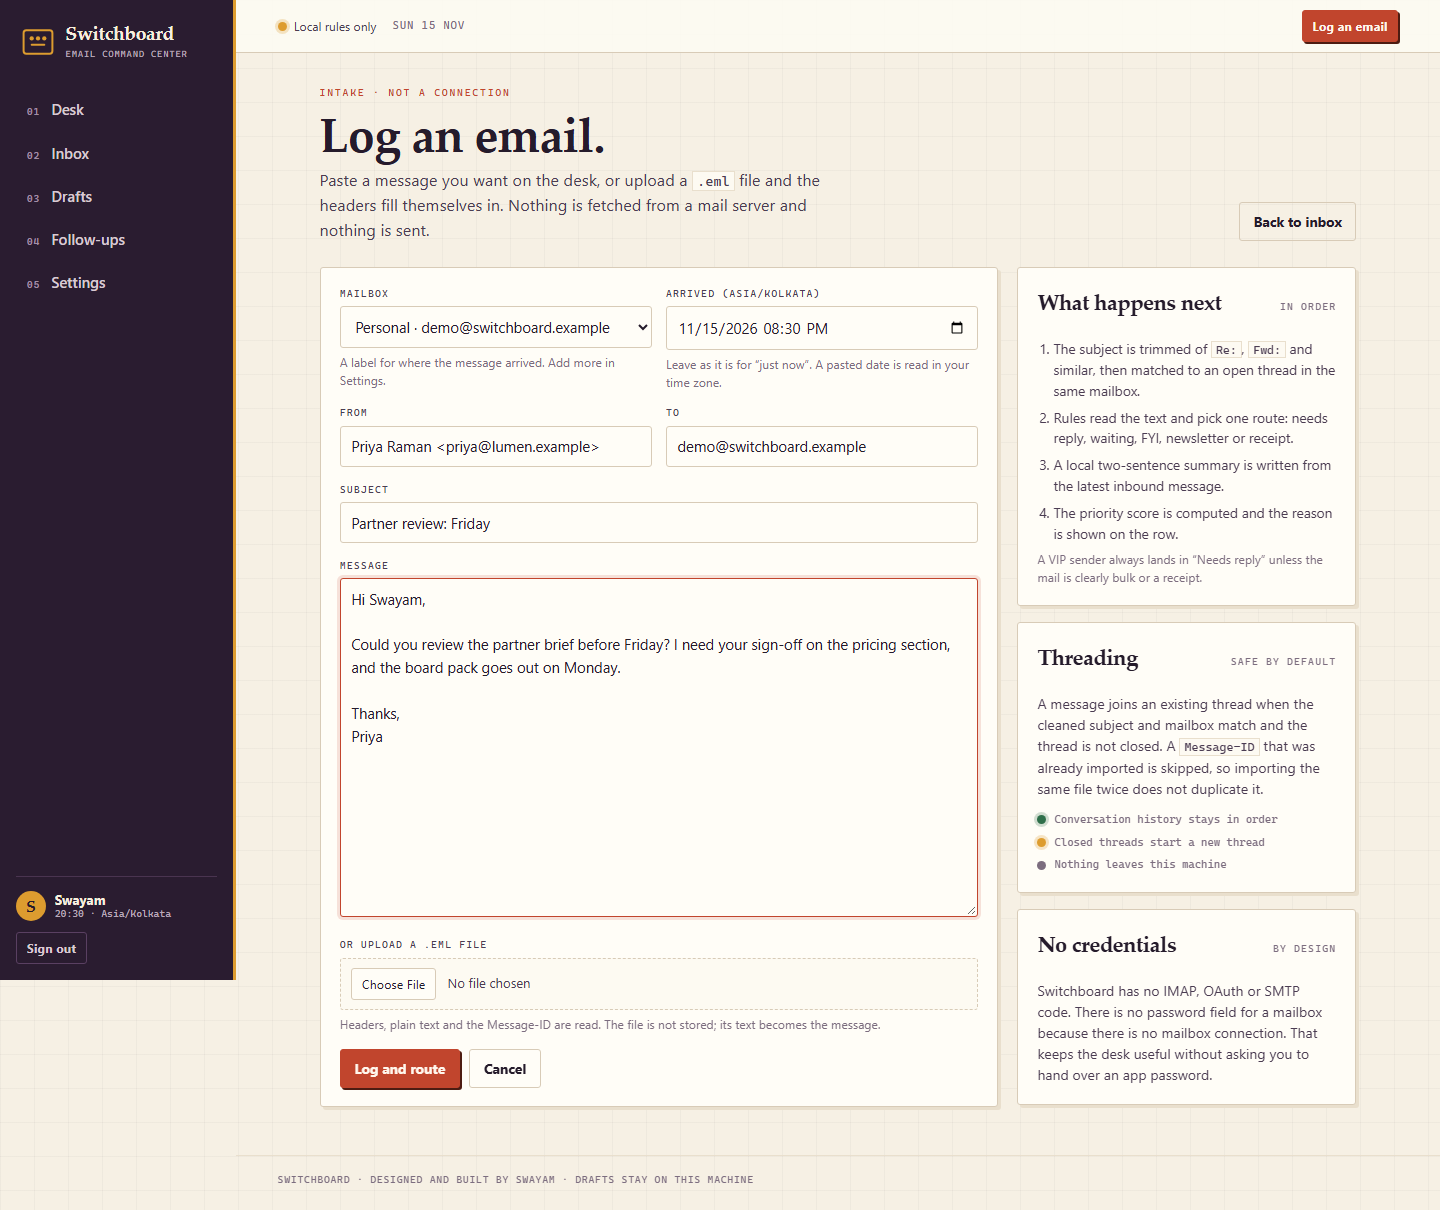 Switchboard
EMAIL COMMAND CENTER
01 Desk
02 Inbox
03 Drafts
04 Follow-ups
05 Settings
S
Swayam
20:30 · Asia/Kolkata
Sign out
Local rules only
SUN 15 NOV
Log an email
INTAKE · NOT A CONNECTION
Log an email.
Paste a message you want on the desk, or upload a .eml file and the
headers fill themselves in. Nothing is fetched from a mail server and
nothing is sent.
Back to inbox
MAILBOX
Personal · demo@switchboard.example
A label for where the message arrived. Add more in
Settings.
ARRIVED (ASIA/KOLKATA)
11/15/2026 08:30 PM
Leave as it is for “just now”. A pasted date is read in your
time zone.
FROM
Priya Raman <priya@lumen.example>
TO
demo@switchboard.example
SUBJECT
Partner review: Friday
MESSAGE
Hi Swayam,
Could you review the partner brief before Friday? I need your sign-off on the pricing section,
and the board pack goes out on Monday.
Thanks,
Priya
OR UPLOAD A .EML FILE
Choose File No file chosen
Headers, plain text and the Message-ID are read. The file is not stored; its text becomes the message.
Log and route
Cancel
What happens next
IN ORDER
1. The subject is trimmed of Re:, Fwd: and
similar, then matched to an open thread in the
same mailbox.
2. Rules read the text and pick one route: needs
reply, waiting, FYI, newsletter or receipt.
3. A local two-sentence summary is written from
the latest inbound message.
4. The priority score is computed and the reason
is shown on the row.
A VIP sender always lands in “Needs reply” unless the
mail is clearly bulk or a receipt.
Threading
SAFE BY DEFAULT
A message joins an existing thread when the
cleaned subject and mailbox match and the
thread is not closed. A Message-ID that was
already imported is skipped, so importing the
same file twice does not duplicate it.
Conversation history stays in order
Closed threads start a new thread
Nothing leaves this machine
No credentials
BY DESIGN
Switchboard has no IMAP, OAuth or SMTP
code. There is no password field for a mailbox
because there is no mailbox connection. That
keeps the desk useful without asking you to
hand over an app password.
SWITCHBOARD · DESIGNED AND BUILT BY SWAYAM · DRAFTS STAY ON THIS MACHINE